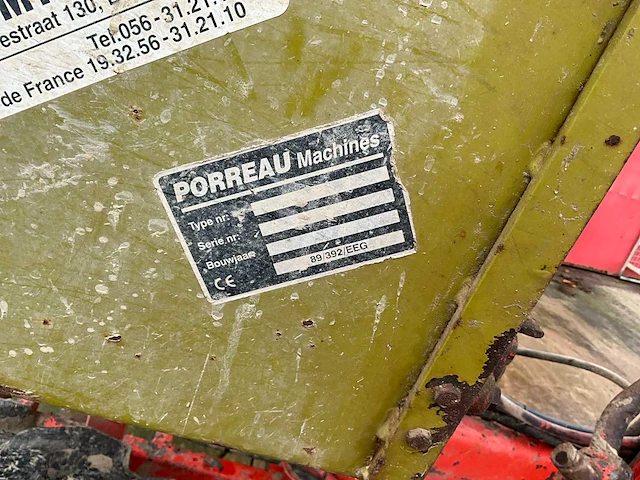 estraat 130,
Tel.056-31.21.
de France 19.32.56-31.21.10
PORREAU Machines
Type nr:
Serie nr:
Bouwjaar:
89/392/EEG
CE